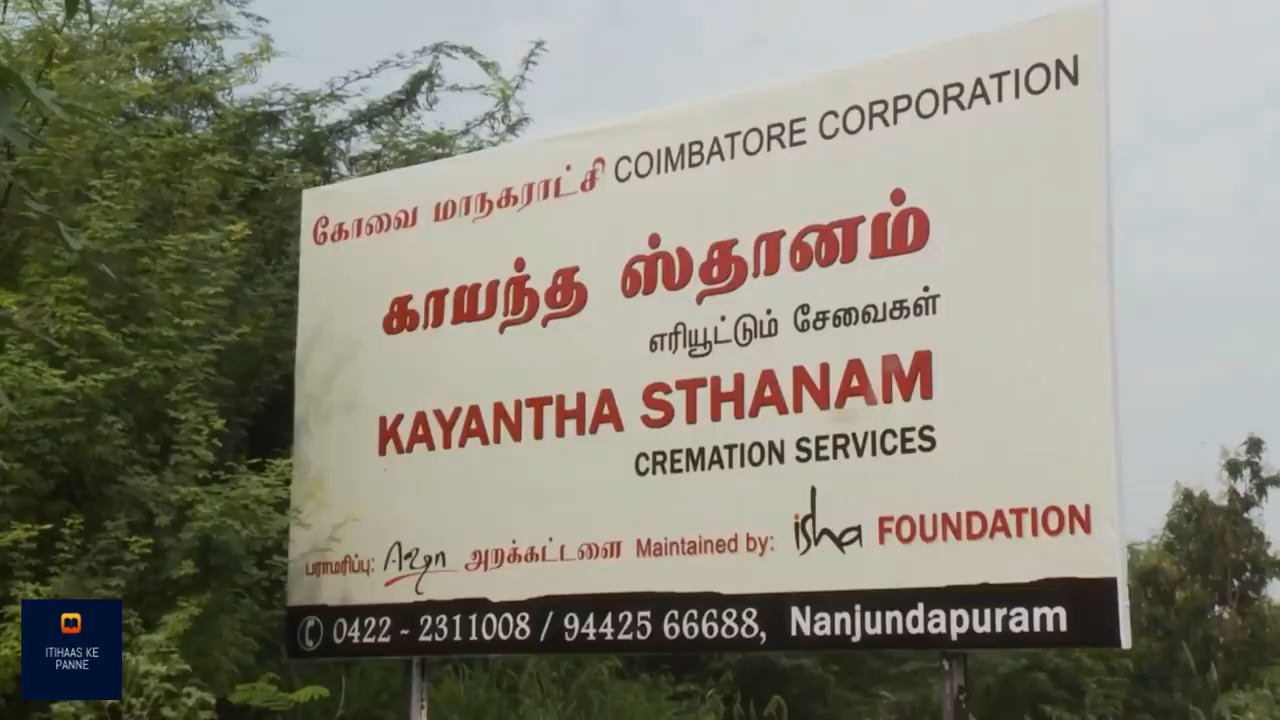 கோவை மாநகராட்சி COIMBATORE CORPORATION
காயந்த ஸ்தானம்
எரியூட்டும் சேவைகள்
KAYANTHA STHANAM
CREMATION SERVICES
பராமரிப்பு: ஈஷா அறக்கட்டளை Maintained by: isha FOUNDATION
0422 - 2311008 / 94425 66688, Nanjundapuram
ITIHAAS KE
PANNE